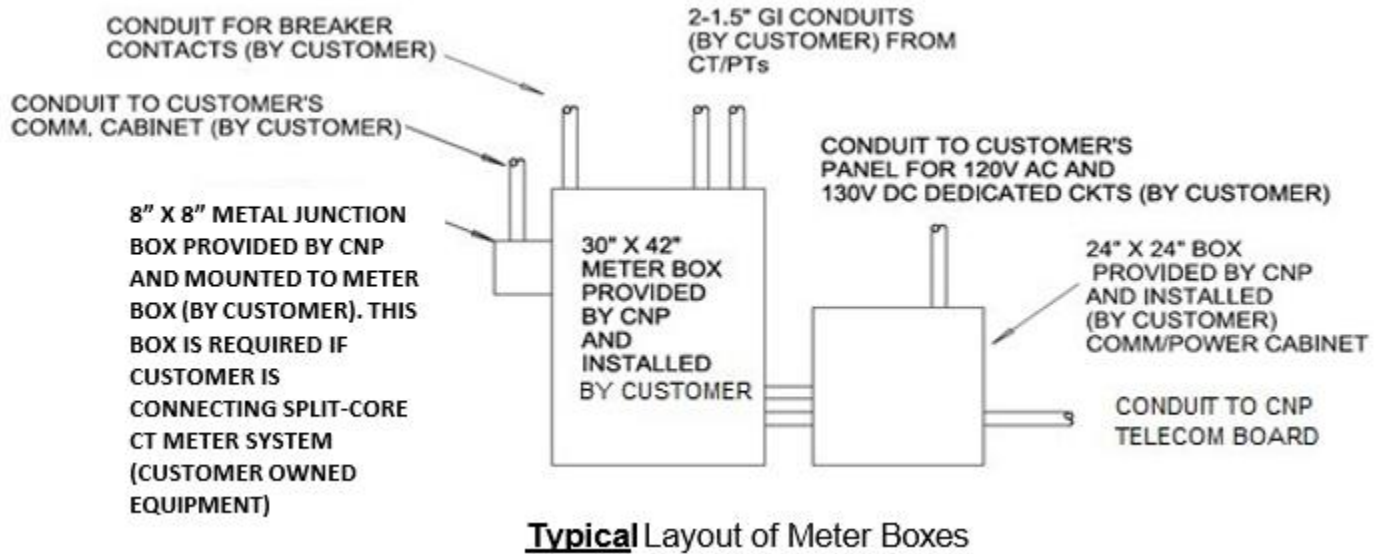 CONDUIT FOR BREAKER
CONTACTS (BY CUSTOMER)
2-1.5" GI CONDUITS
(BY CUSTOMER) FROM
CT/PTs
CONDUIT TO CUSTOMER'S
COMM. CABINET (BY CUSTOMER)
CONDUIT TO CUSTOMER'S
PANEL FOR 120V AC AND
130V DC DEDICATED CKTS (BY CUSTOMER)
8” X 8” METAL JUNCTION
BOX PROVIDED BY CNP
AND MOUNTED TO METER
BOX (BY CUSTOMER). THIS
BOX IS REQUIRED IF
CUSTOMER IS
CONNECTING SPLIT-CORE
CT METER SYSTEM
(CUSTOMER OWNED
EQUIPMENT)
30" X 42"
METER BOX
PROVIDED
BY CNP
AND
INSTALLED
BY CUSTOMER
24" X 24" BOX
PROVIDED BY CNP
AND INSTALLED
(BY CUSTOMER)
COMM/POWER CABINET
CONDUIT TO CNP
TELECOM BOARD
Typical Layout of Meter Boxes